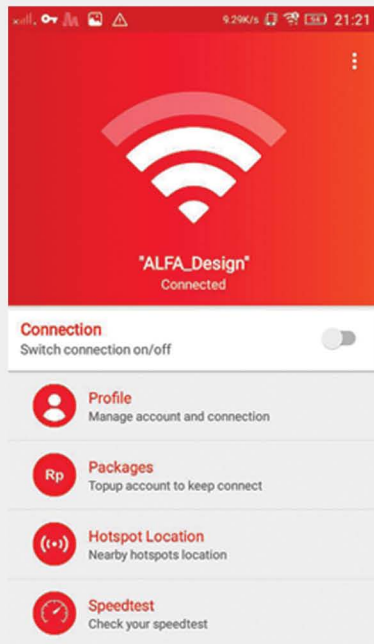 9.29K/s 54 21:21
"ALFA_Design"
Connected
Connection
Switch connection on/off
Profile
Manage account and connection
Rp
Packages
Topup account to keep connect
Hotspot Location
Nearby hotspots location
Speedtest
Check your speedtest